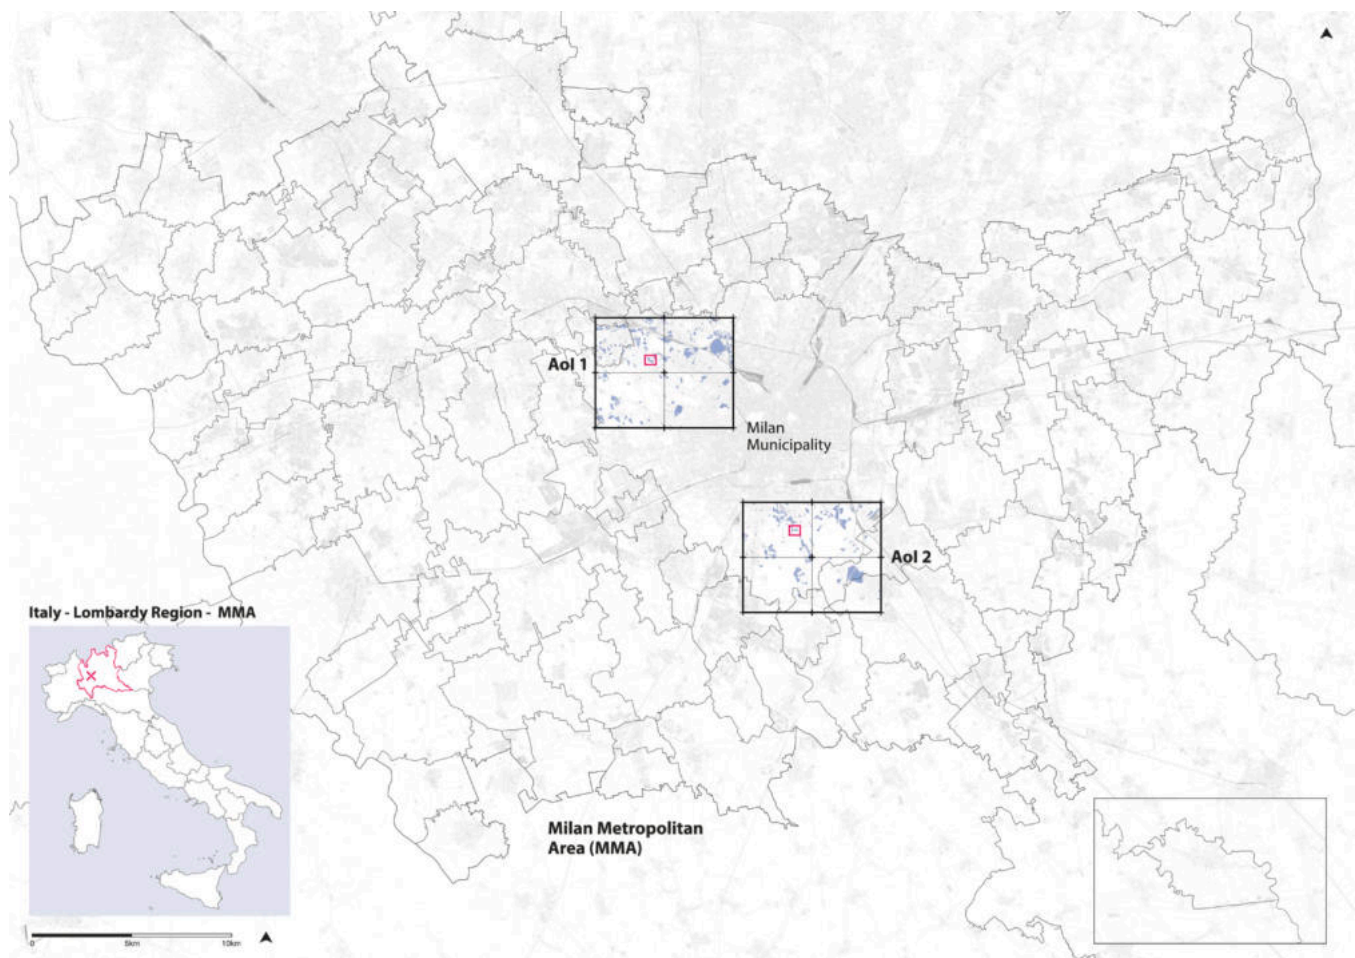 AoI 1
Milan
Municipality
AoI 2
Italy - Lombardy Region - MMA
Milan Metropolitan
Area (MMA)
0 5km 10km